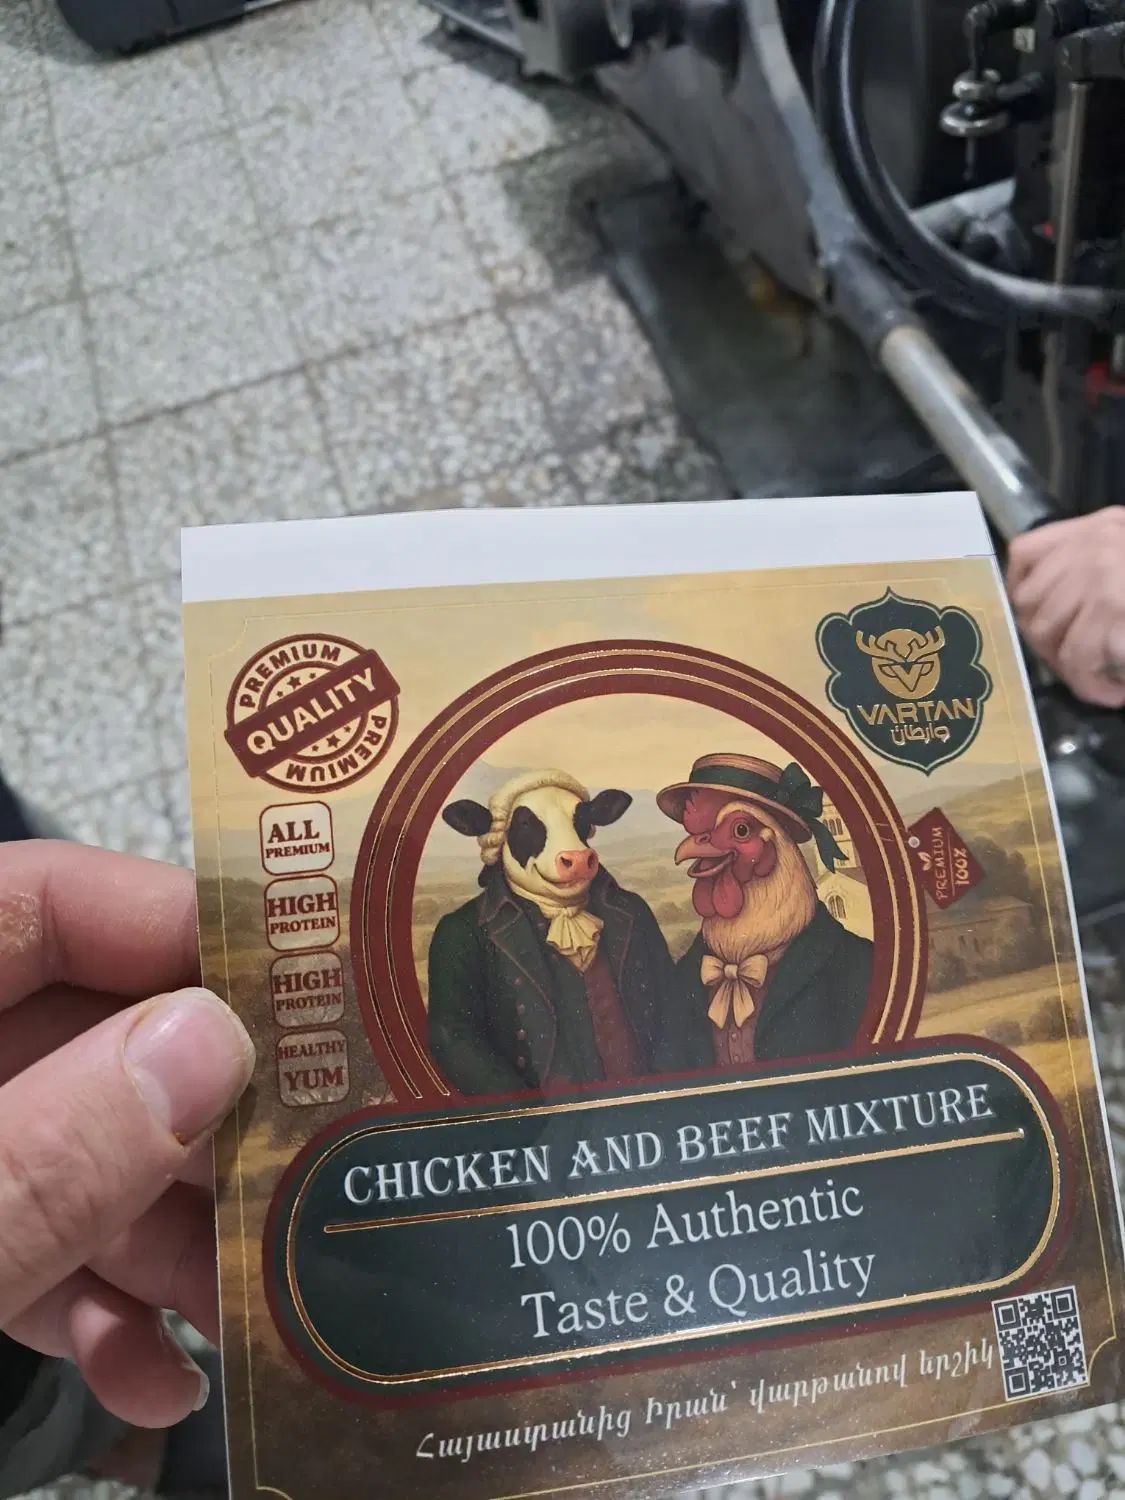 PREMIUM
QUALITY
PREMIUM
VARTAN
وارطان
ALL
PREMIUM
HIGH
PROTEIN
HIGH
PROTEIN
HEALTHY
YUM
PREMIUM
100%
CHICKEN AND BEEF MIXTURE
100% Authentic
Taste & Quality
Հայաստանից Իրան՝ վարթանով երշիկ